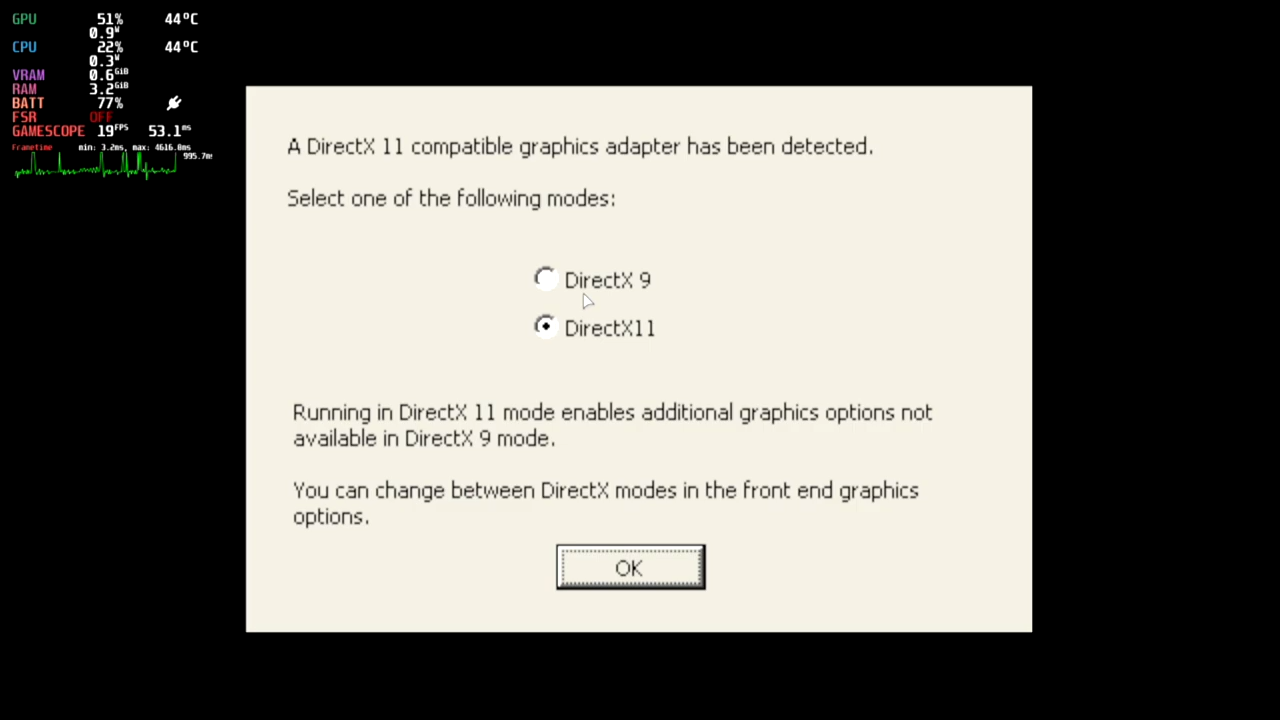 GPU 51% 44°C
0.9W
CPU 22% 44°C
0.3W
VRAM 0.6GiB
RAM 3.2GiB
BATT 77%
FSR OFF
GAMESCOPE 19FPS 53.1ms
Frametime min: 3.2ms, max: 4616.0ms
995.7ms
A DirectX 11 compatible graphics adapter has been detected.
Select one of the following modes:
DirectX 9
DirectX11
Running in DirectX 11 mode enables additional graphics options not
available in DirectX 9 mode.
You can change between DirectX modes in the front end graphics
options.
OK